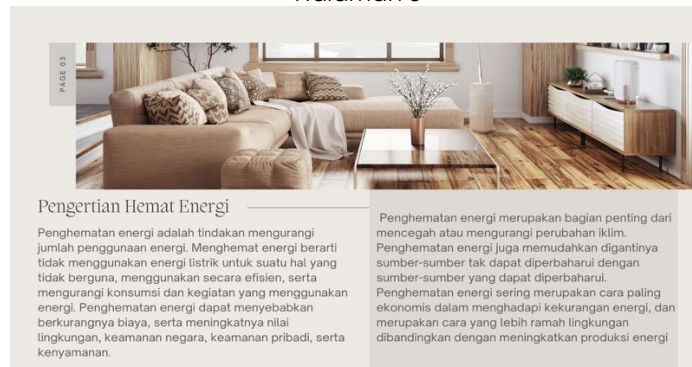 PAGE 03
Pengertian Hemat Energi
Penghematan energi adalah tindakan mengurangi
jumlah penggunaan energi. Menghemat energi berarti
tidak menggunakan energi listrik untuk suatu hal yang
tidak berguna, menggunakan secara efisien, serta
mengurangi konsumsi dan kegiatan yang menggunakan
energi. Penghematan energi dapat menyebabkan
berkurangnya biaya, serta meningkatnya nilai
lingkungan, keamanan negara, keamanan pribadi, serta
kenyamanan.
Penghematan energi merupakan bagian penting dari
mencegah atau mengurangi perubahan iklim.
Penghematan energi juga memudahkan digantinya
sumber-sumber tak dapat diperbaharui dengan
sumber-sumber yang dapat diperbaharui.
Penghematan energi sering merupakan cara paling
ekonomis dalam menghadapi kekurangan energi, dan
merupakan cara yang lebih ramah lingkungan
dibandingkan dengan meningkatkan produksi energi